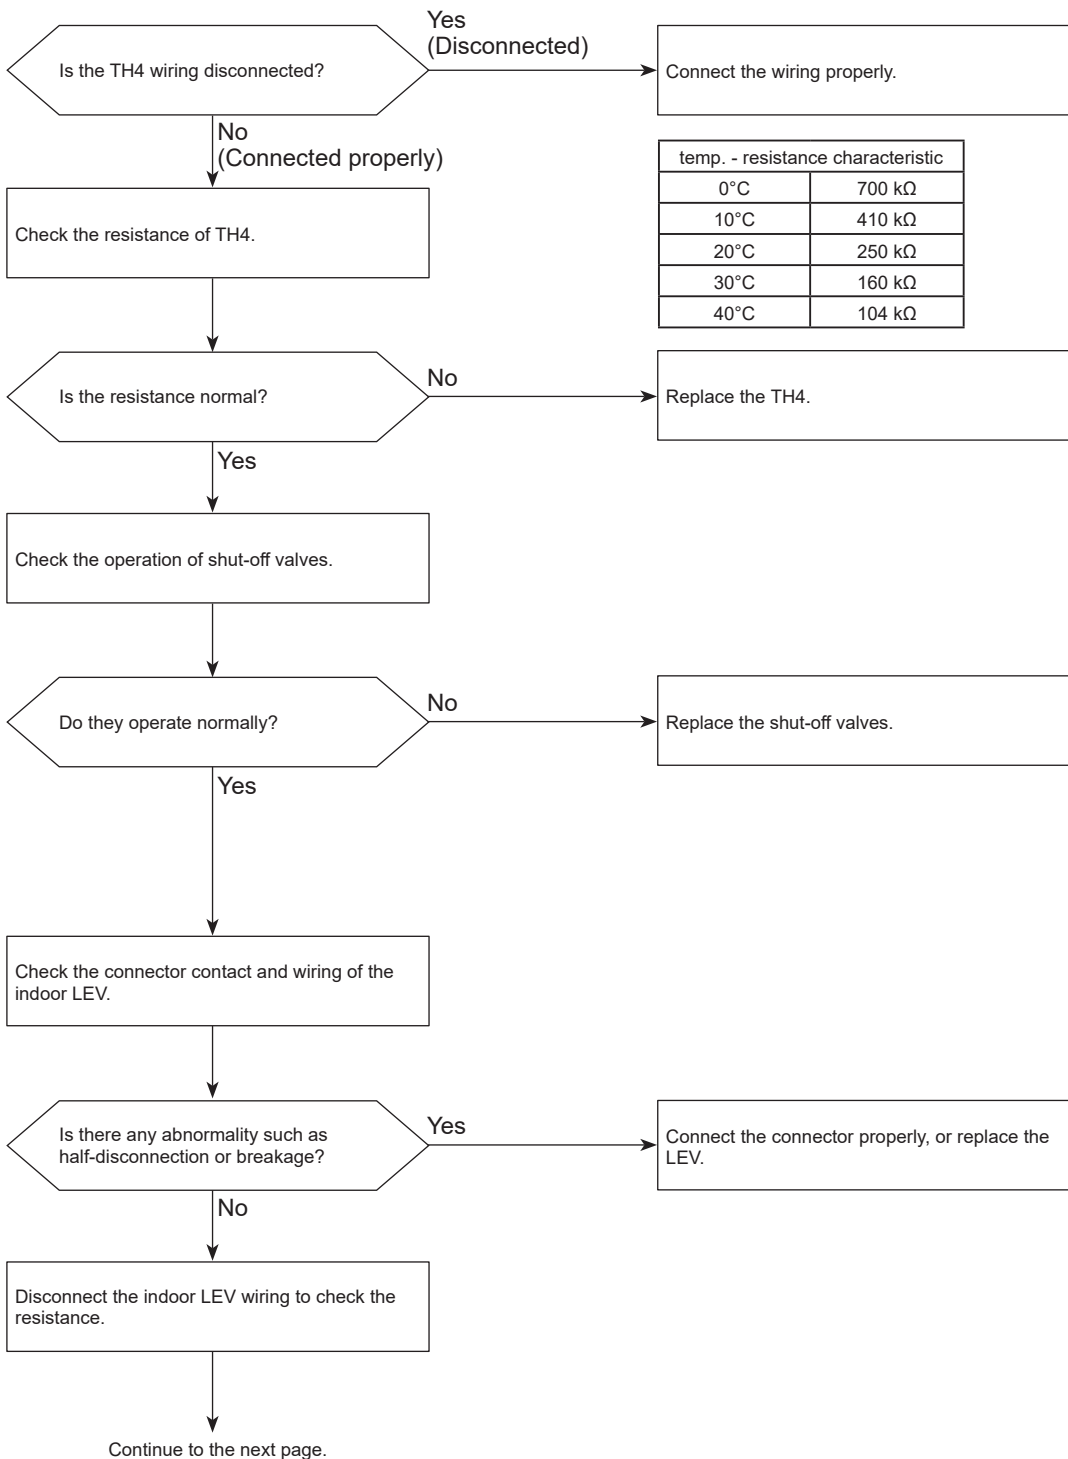 Is the TH4 wiring disconnected?
Yes
(Disconnected)
Connect the wiring properly.
No
(Connected properly)
temp. - resistance characteristic
0°C 700 kΩ
10°C 410 kΩ
20°C 250 kΩ
30°C 160 kΩ
40°C 104 kΩ
Check the resistance of TH4.
Is the resistance normal?
No
Replace the TH4.
Yes
Check the operation of shut-off valves.
Do they operate normally?
No
Replace the shut-off valves.
Yes
Check the connector contact and wiring of the
indoor LEV.
Is there any abnormality such as
half-disconnection or breakage?
Yes
Connect the connector properly, or replace the
LEV.
No
Disconnect the indoor LEV wiring to check the
resistance.
Continue to the next page.